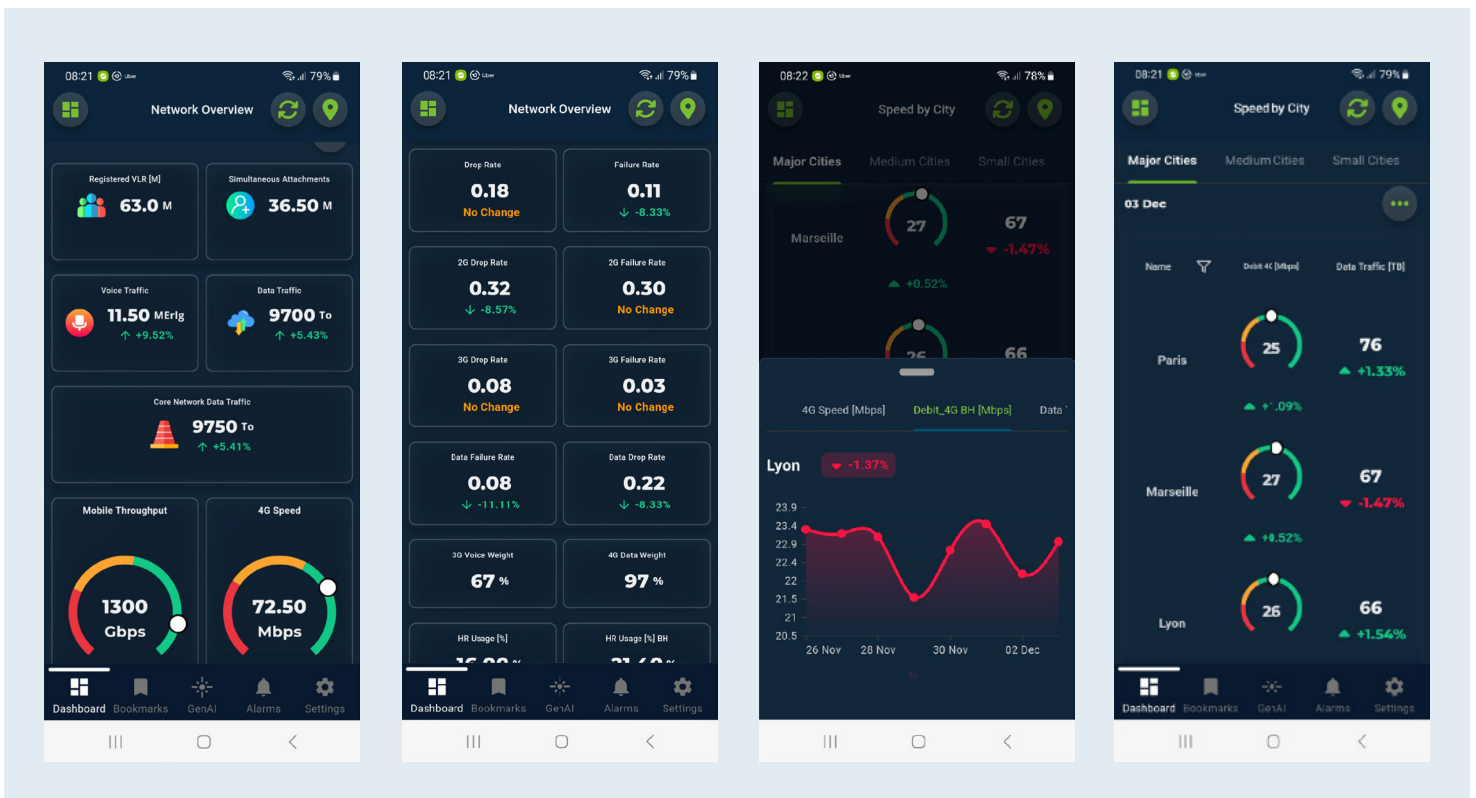 08:21 Uber 79%
Network Overview
Registered VLR [M]
63.0 M
Simultaneous Attachments
36.50 M
Voice Traffic
11.50 MErlg
↑ +9.52%
Data Traffic
9700 To
↑ +5.43%
Core Network Data Traffic
9750 To
↑ +5.41%
Mobile Throughput
1300
Gbps
4G Speed
72.50
Mbps
Dashboard Bookmarks GenAI Alarms Settings
08:21 Uber 79%
Network Overview
Drop Rate
0.18
No Change
Failure Rate
0.11
↓ -8.33%
2G Drop Rate
0.32
↓ -8.57%
2G Failure Rate
0.30
No Change
3G Drop Rate
0.08
No Change
3G Failure Rate
0.03
No Change
Data Failure Rate
0.08
↓ -11.11%
Data Drop Rate
0.22
↓ -8.33%
3G Voice Weight
67 %
4G Data Weight
97 %
HR Usage [%]
HR Usage [%] BH
Dashboard Bookmarks GenAI Alarms Settings
08:22 Uber 78%
Speed by City
Major Cities Medium Cities Small Cities
Marseille 27 67
-1.47%
+0.52%
26 66
4G Speed [Mbps] Debit_4G BH [Mbps] Data
Lyon -1.37%
23.9
23.4
22.9
22.4
22
21.5
21
20.5
26 Nov 28 Nov 30 Nov 02 Dec
08:21 79%
Speed by City
Major Cities Medium Cities Small Cities
03 Dec
Name Debit 4G [Mbps] Data Traffic [TB]
Paris 25 76
+1.33%
Marseille 27 67
-1.47%
+0.52%
Lyon 26 66
+1.54%
Dashboard Bookmarks GenAI Alarms Settings